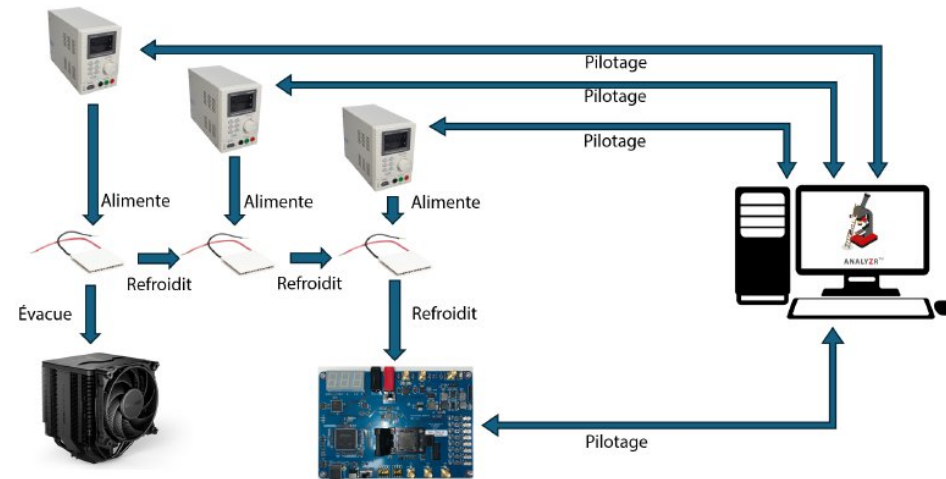 Pilotage
Pilotage
Pilotage
Alimente
Alimente
Alimente
ANALYZR
Refroidit
Refroidit
Évacue
Refroidit
Pilotage